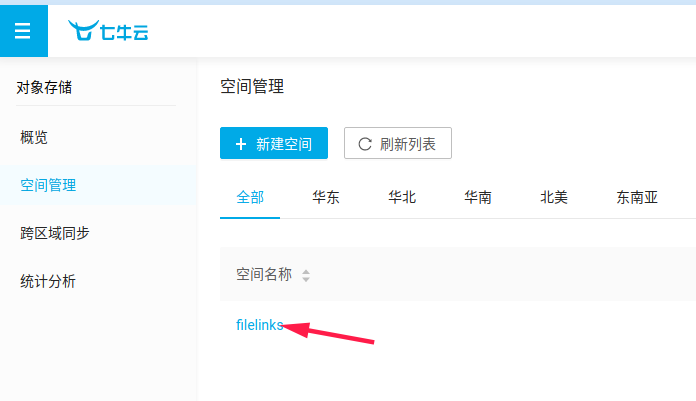 七牛云
对象存储
概览
空间管理
跨区域同步
统计分析
空间管理
新建空间 刷新列表
全部 华东 华北 华南 北美 东南亚
空间名称
filelinks